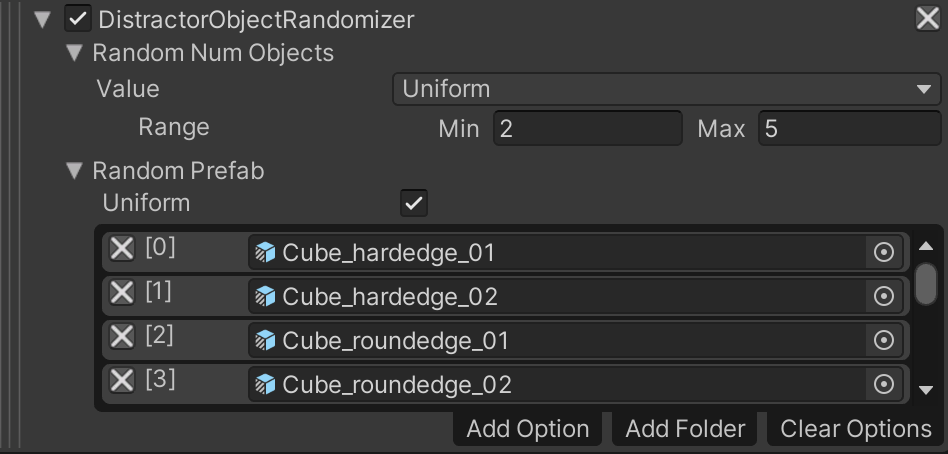 DistractorObjectRandomizer
Random Num Objects
Value Uniform
Range Min 2 Max 5
Random Prefab
Uniform
[0] Cube_hardedge_01
[1] Cube_hardedge_02
[2] Cube_roundedge_01
[3] Cube_roundedge_02
Add Option Add Folder Clear Options